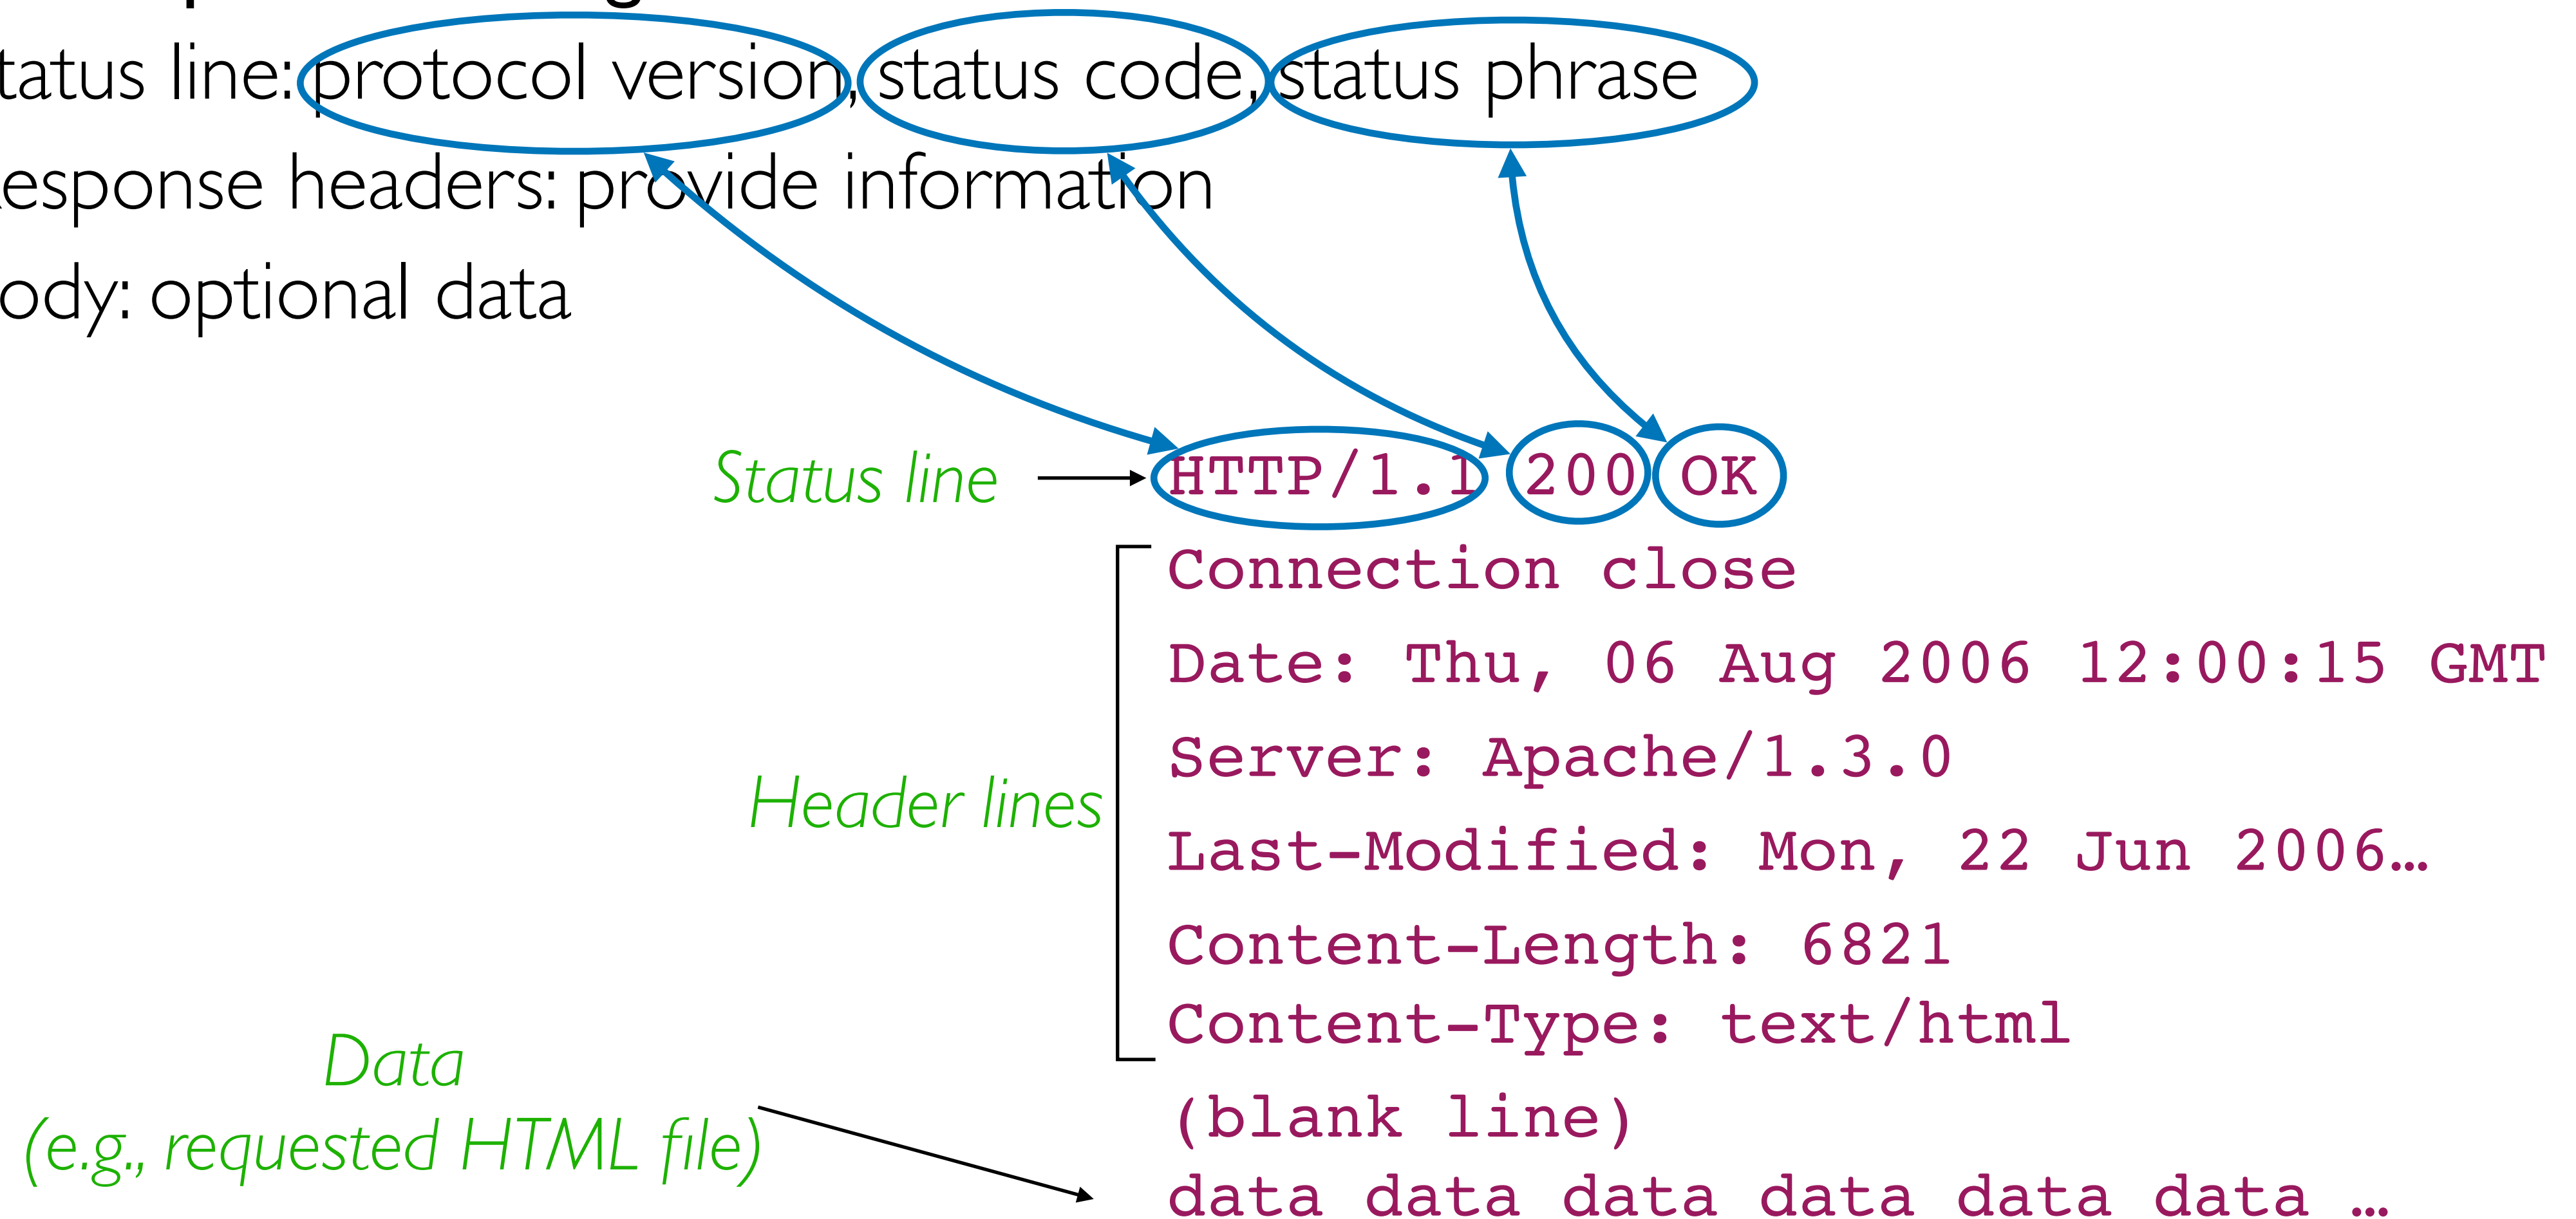 tatus line: protocol version, status code, status phrase
esponse headers: provide information
ody: optional data
Status line
HTTP/1.1 200 OK
Header lines
Connection close
Date: Thu, 06 Aug 2006 12:00:15 GMT
Server: Apache/1.3.0
Last-Modified: Mon, 22 Jun 2006…
Content-Length: 6821
Content-Type: text/html
(blank line)
Data
(e.g., requested HTML file)
data data data data data data …